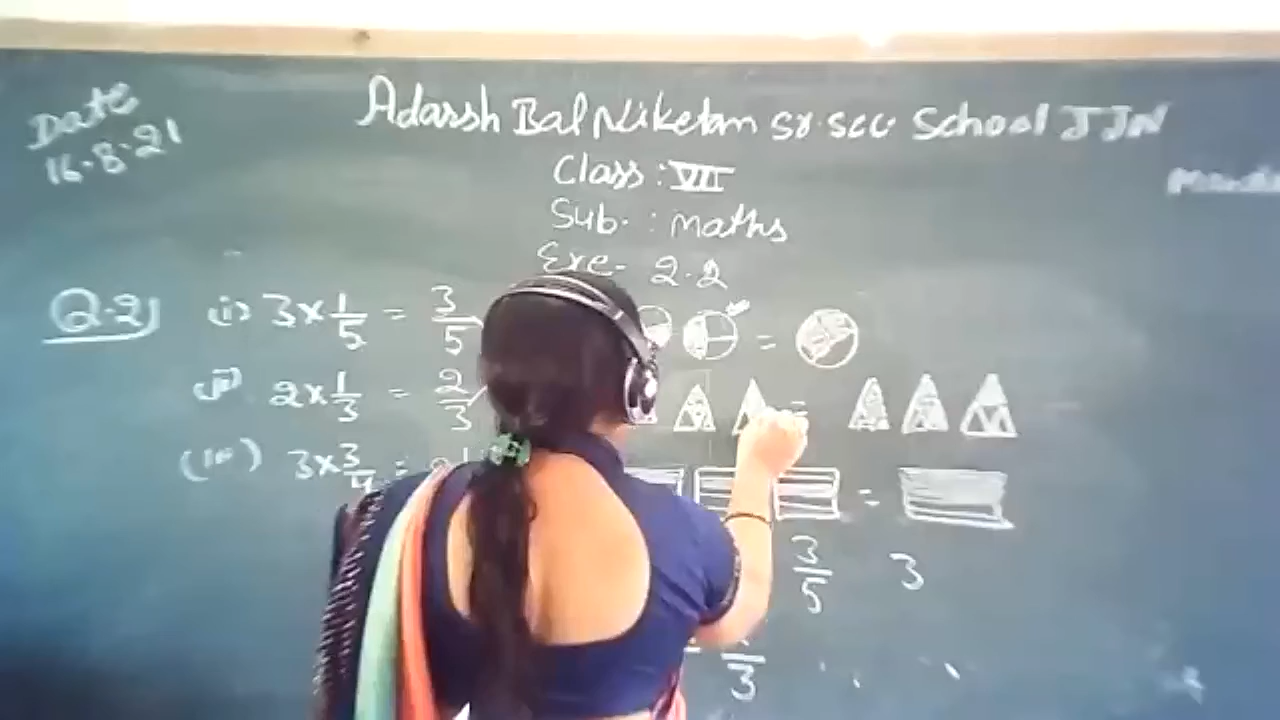 Date
16.8.21
Adarsh Bal Niketan Sr. Sec School JJN
Class : VII
Sub. : maths
Exe- 2.2
Q.2
(i) 3 × 1/5 = 3/5
(ii) 2 × 1/3 = 2/3
(iii) 3 × 3/4 =
=
=
=
3/5 3
3